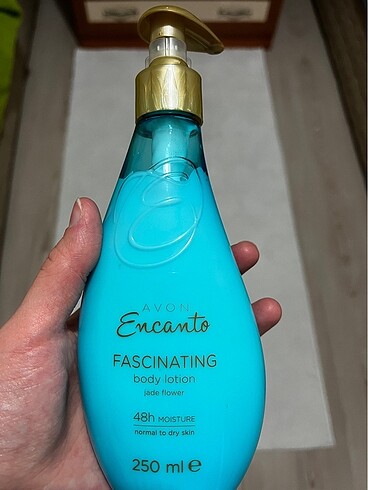 AVON
Encanto
FASCINATING
body lotion
jade flower
48h MOISTURE
normal to dry skin
250 ml e